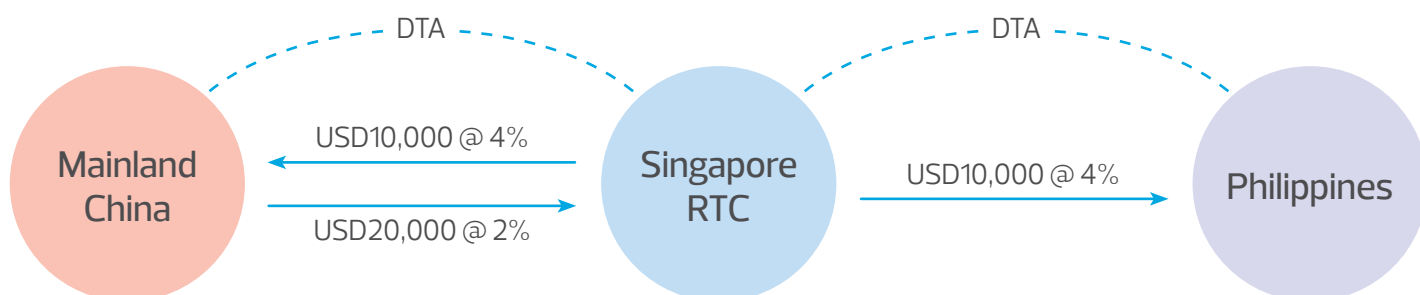 DTA
DTA
USD10,000 @ 4%
Mainland
China
Singapore
RTC
USD10,000 @ 4%
Philippines
USD20,000 @ 2%